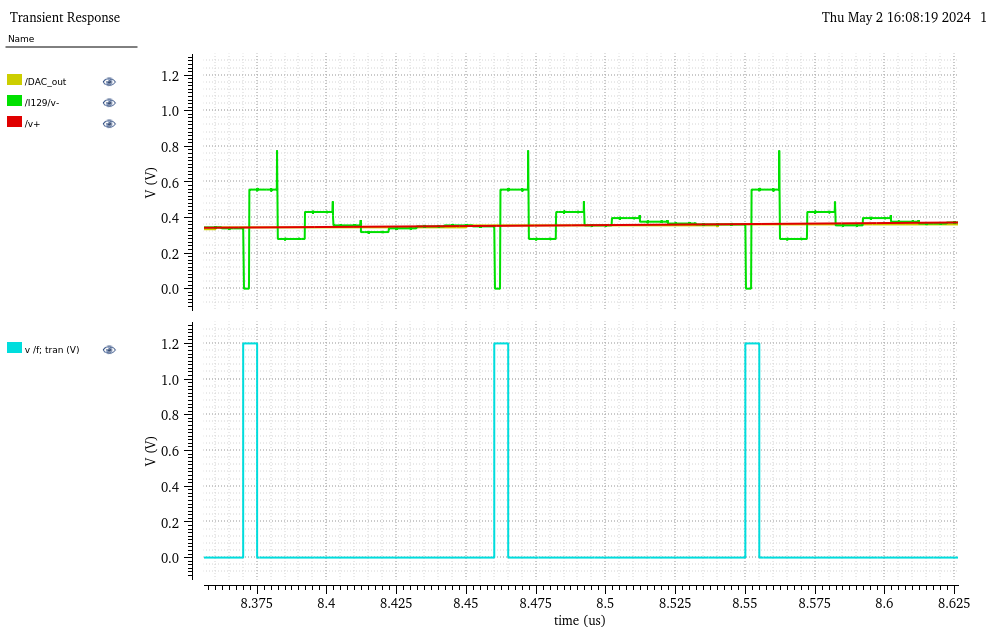 Transient Response
Thu May 2 16:08:19 2024 1
Name
/DAC_out
/I129/v-
/v+
1.2
1.0
0.8
0.6
0.4
0.2
0.0
V (V)
v /f; tran (V)
1.2
1.0
0.8
0.6
0.4
0.2
0.0
V (V)
8.375 8.4 8.425 8.45 8.475 8.5 8.525 8.55 8.575 8.6 8.625
time (us)